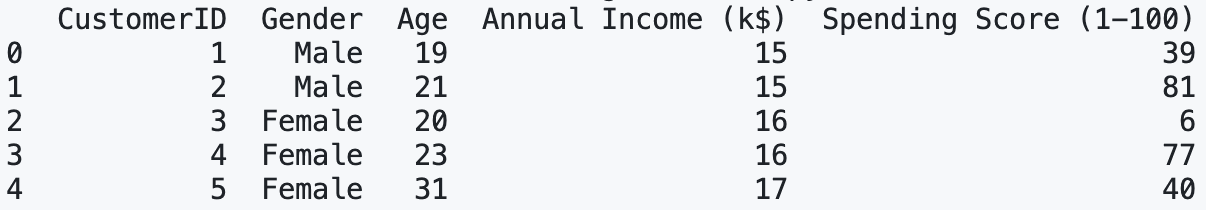 CustomerID Gender Age Annual Income (k$) Spending Score (1-100)
0 1 Male 19 15 39
1 2 Male 21 15 81
2 3 Female 20 16 6
3 4 Female 23 16 77
4 5 Female 31 17 40